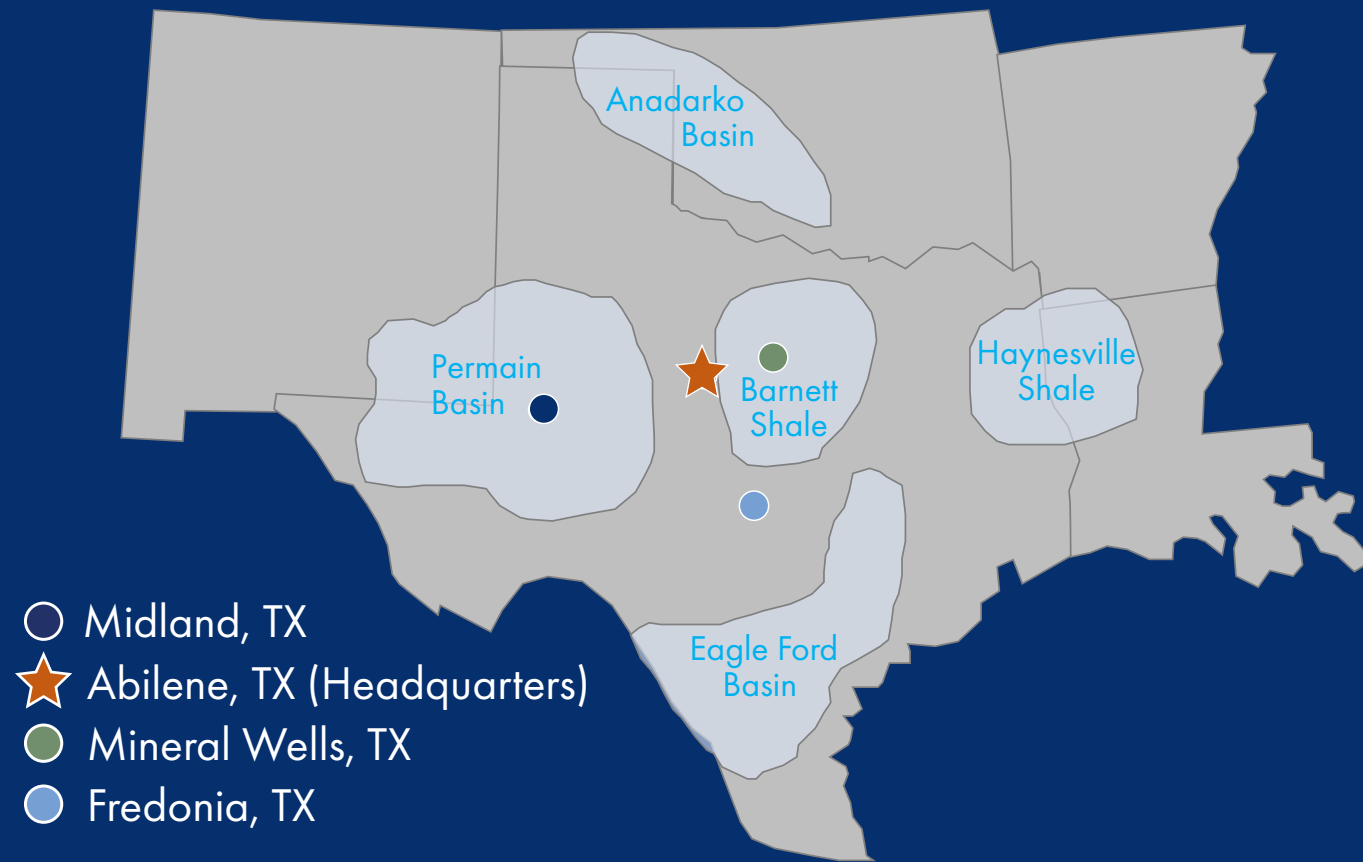 Anadarko
Basin
Permain
Basin
Barnett
Shale
Haynesville
Shale
Eagle Ford
Basin
Midland, TX
Abilene, TX (Headquarters)
Mineral Wells, TX
Fredonia, TX